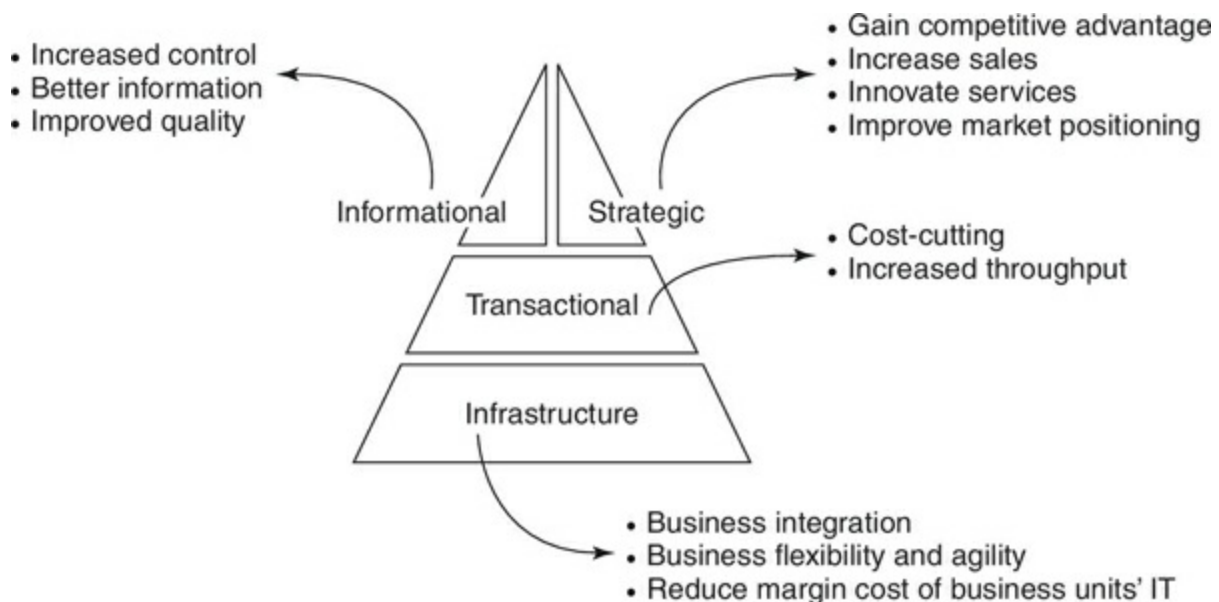 • Increased control
• Better information
• Improved quality
• Gain competitive advantage
• Increase sales
• Innovate services
• Improve market positioning
Informational
Strategic
• Cost-cutting
• Increased throughput
Transactional
Infrastructure
• Business integration
• Business flexibility and agility
• Reduce margin cost of business units' IT